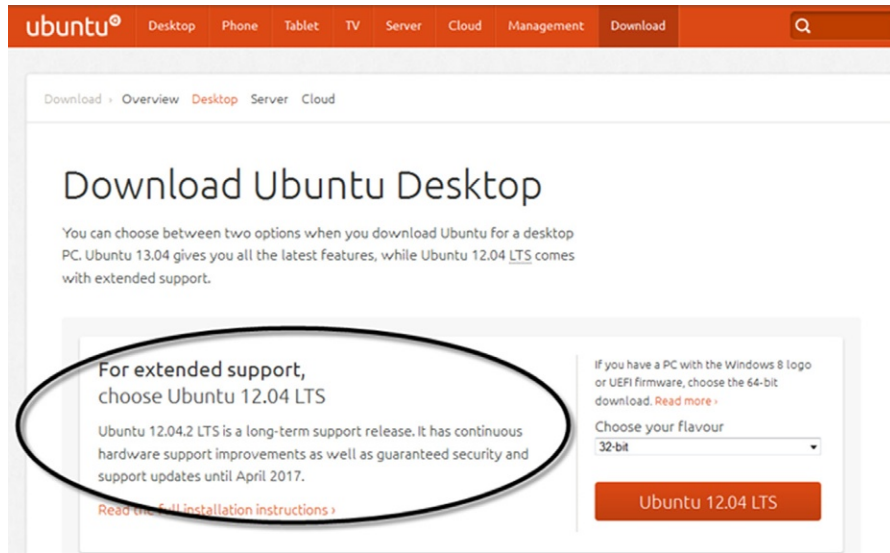 ubuntu Desktop Phone Tablet TV Server Cloud Management Download
Download › Overview Desktop Server Cloud
Download Ubuntu Desktop
You can choose between two options when you download Ubuntu for a desktop
PC. Ubuntu 13.04 gives you all the latest features, while Ubuntu 12.04 LTS comes
with extended support.
For extended support,
choose Ubuntu 12.04 LTS
Ubuntu 12.04.2 LTS is a long-term support release. It has continuous
hardware support improvements as well as guaranteed security and
support updates until April 2017.
Read the full installation instructions ›
If you have a PC with the Windows 8 logo
or UEFI firmware, choose the 64-bit
download. Read more ›
Choose your flavour
32-bit
Ubuntu 12.04 LTS